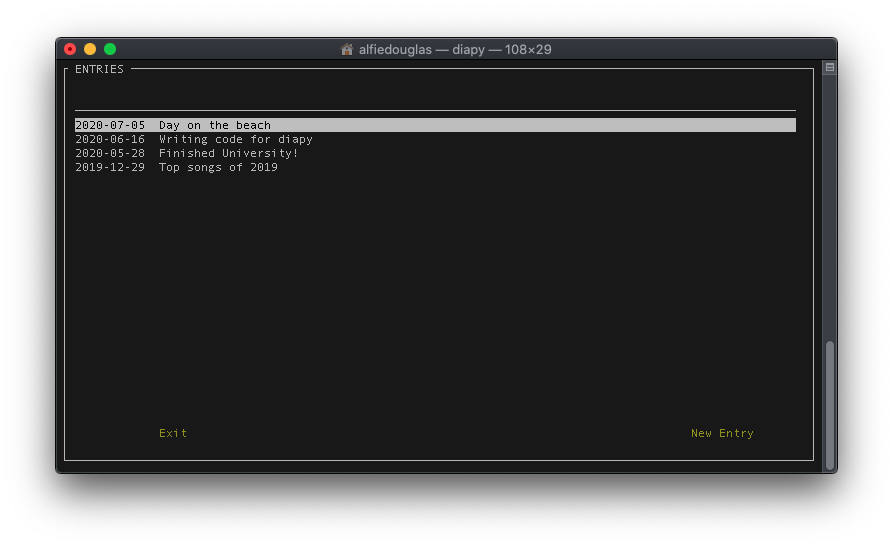 alfiedouglas — diapy — 108×29
ENTRIES
2020-07-05 Day on the beach
2020-06-16 Writing code for diapy
2020-05-28 Finished University!
2019-12-29 Top songs of 2019
Exit New Entry